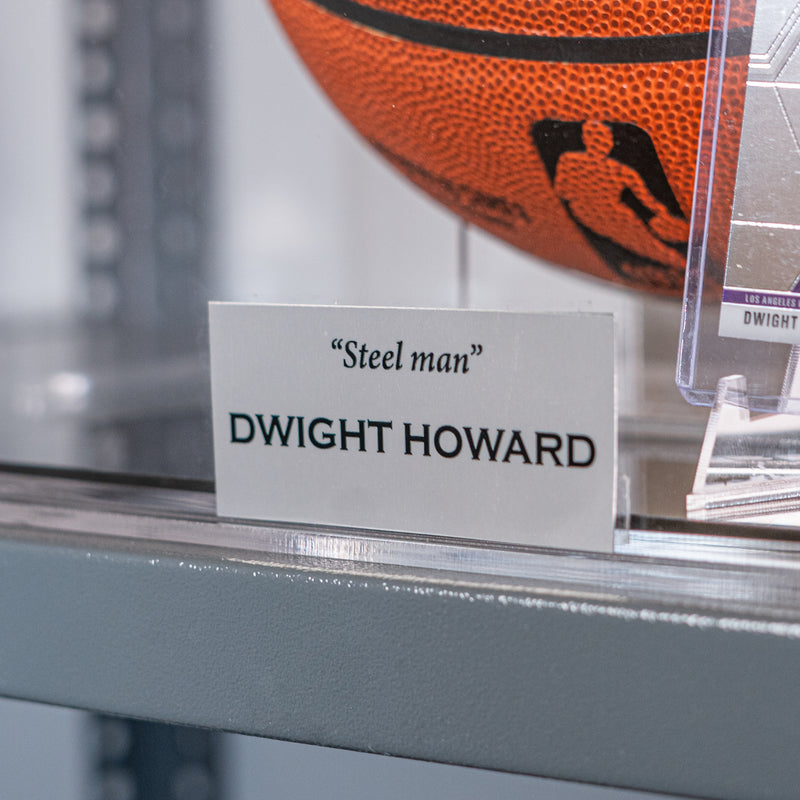 “Steel man”
DWIGHT HOWARD
LOS ANGELES
DWIGHT